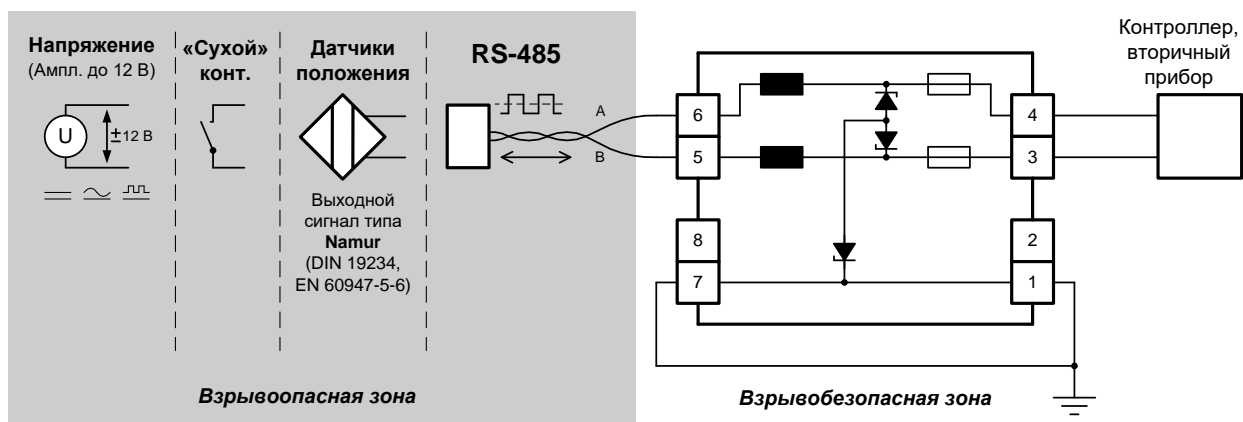 Напряжение
(Ампл. до 12 В)
U
±12 В
«Сухой»
конт.
Датчики
положения
Выходной
сигнал типа
Namur
(DIN 19234,
EN 60947-5-6)
RS-485
A
B
6
5
8
7
4
3
2
1
Контроллер,
вторичный
прибор
Взрывоопасная зона
Взрывобезопасная зона